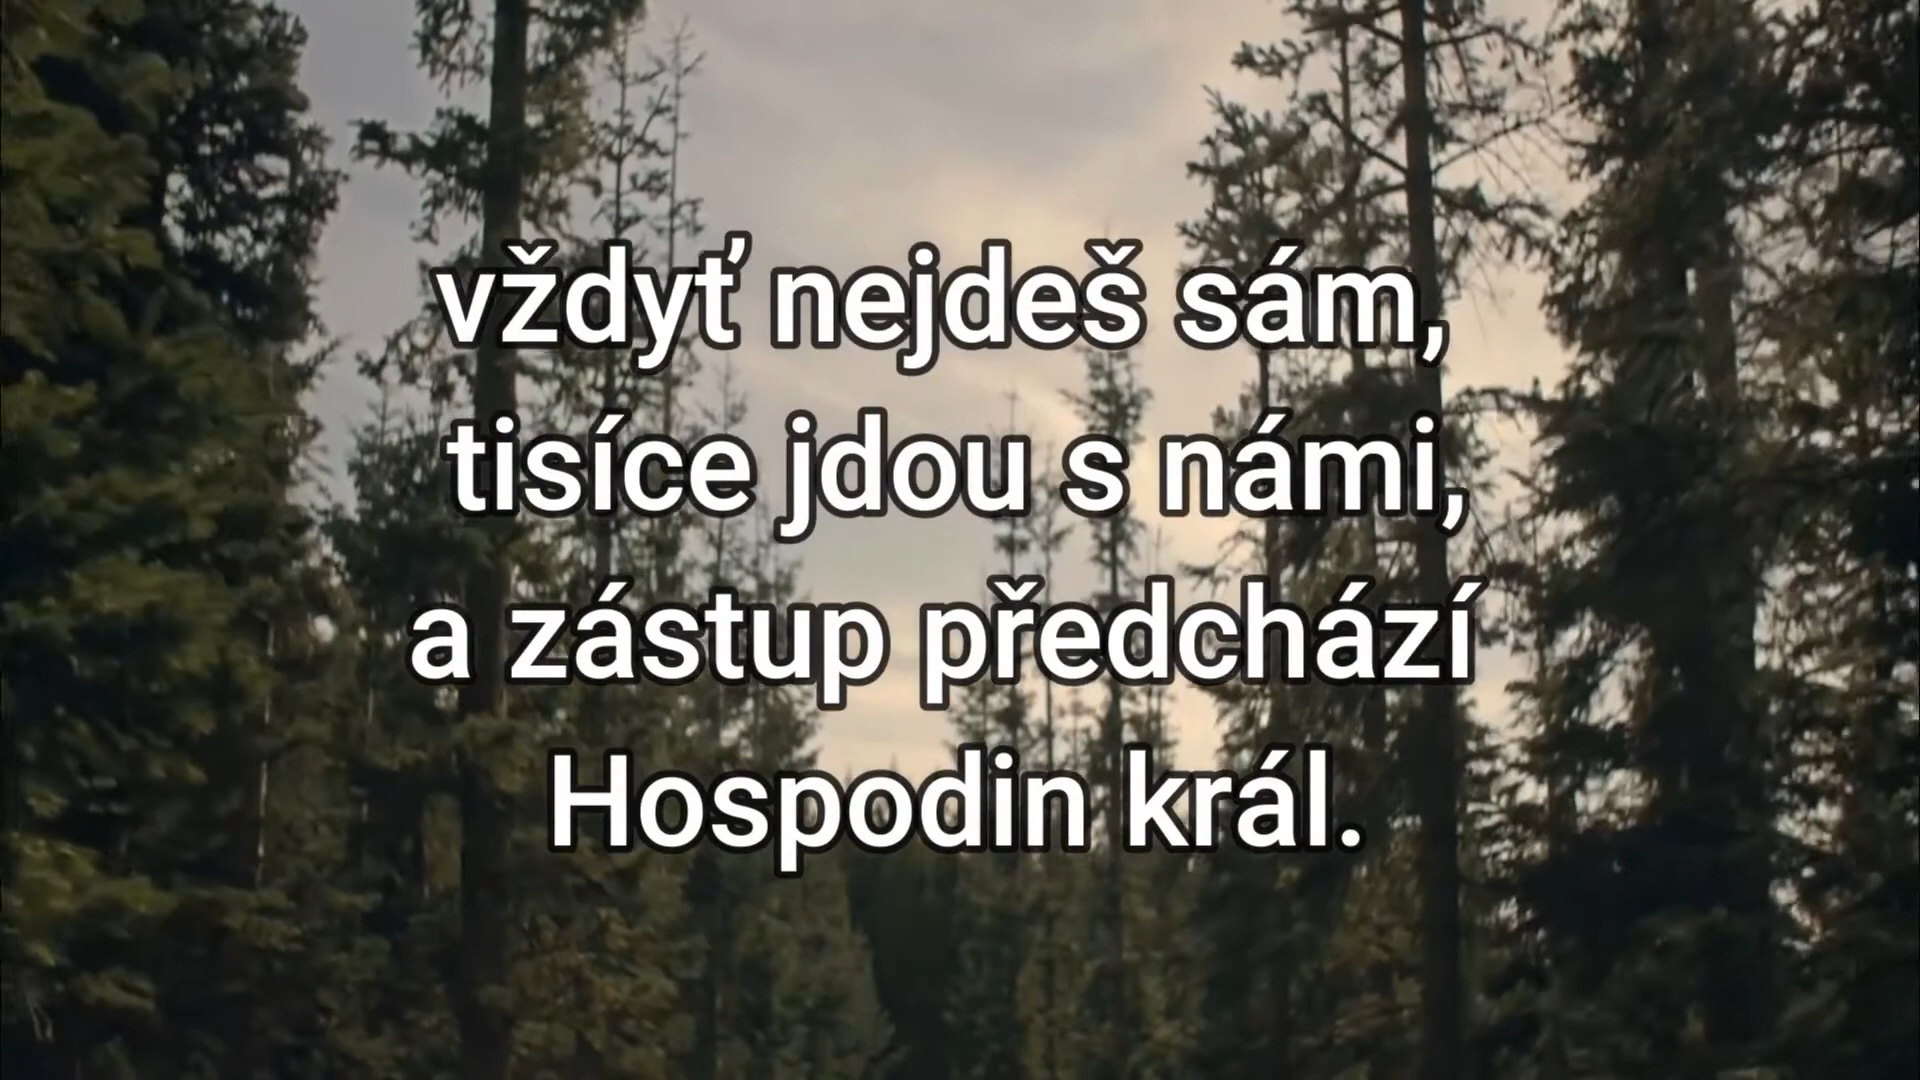 vždyť nejdeš sám,
tisíce jdou s námi,
a zástup předchází
Hospodin král.